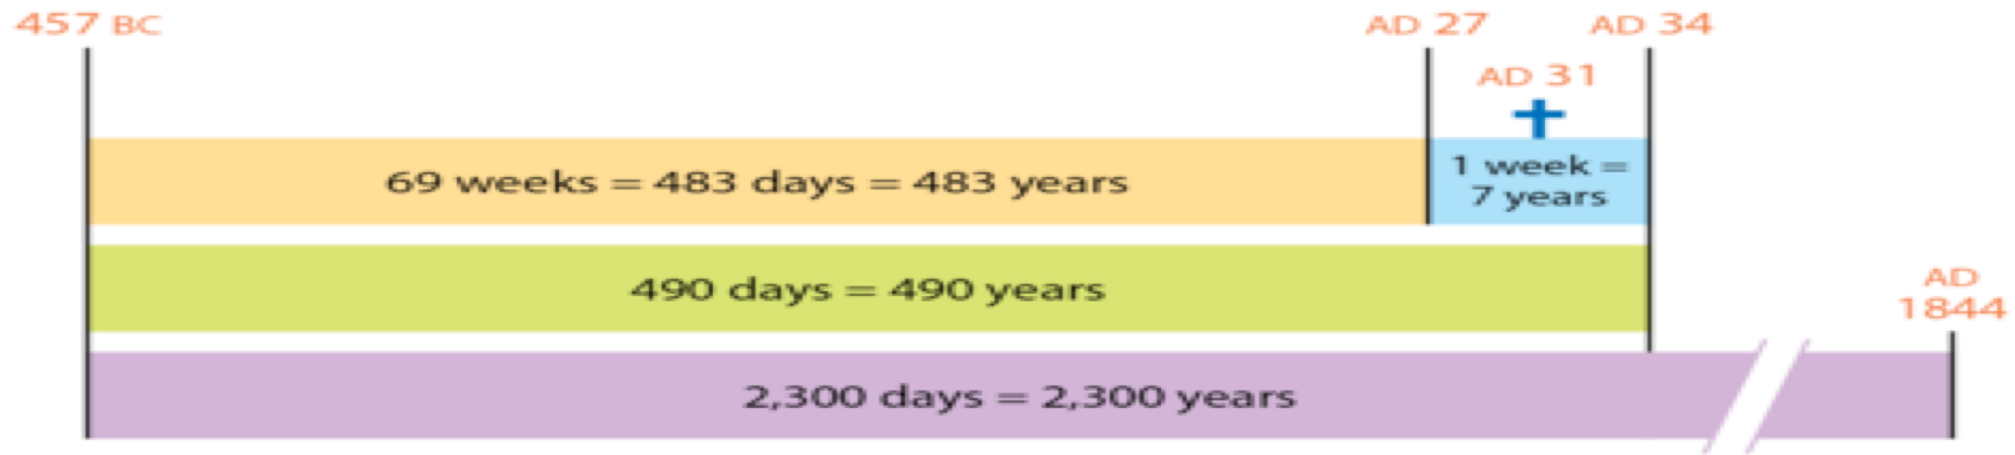 457 BC
AD 27
AD 34
AD 31
69 weeks = 483 days = 483 years
1 week =
7 years
490 days = 490 years
AD
1844
2,300 days = 2,300 years